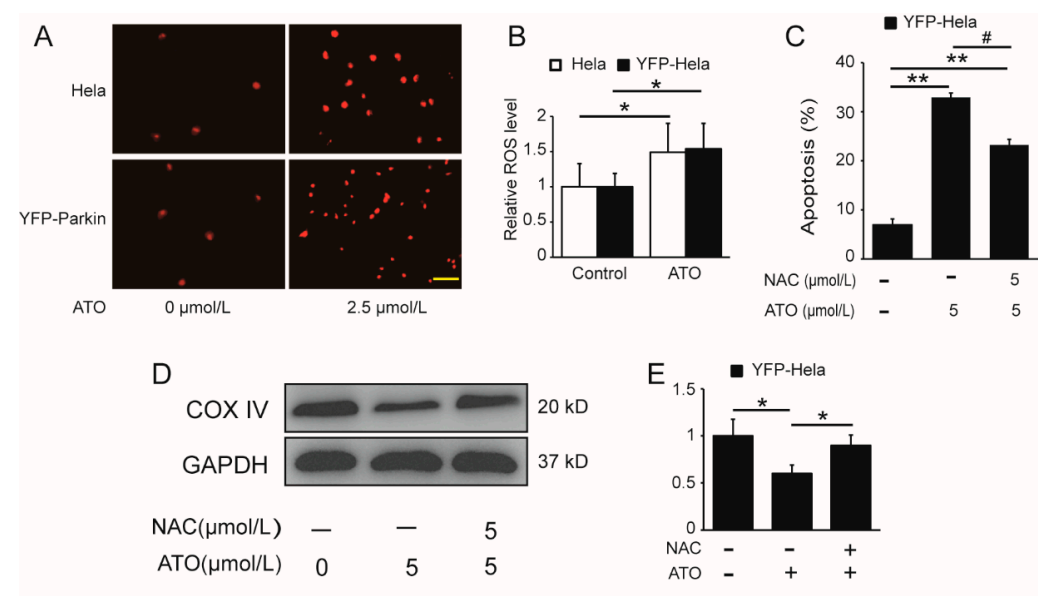 A
Hela
YFP-Parkin
ATO
0 μmol/L
2.5 μmol/L
B
Hela
YFP-Hela
Relative ROS level
2
1.5
1
0.5
0
*
*
Control
ATO
C
YFP-Hela
Apoptosis (%)
40
30
20
10
0
#
**
**
NAC (μmol/L)
- - 5
ATO (μmol/L)
- 5 5
D
COX IV
20 kD
GAPDH
37 kD
NAC(μmol/L)
— — 5
ATO(μmol/L)
0 5 5
E
YFP-Hela
1.5
1
0.5
0
*
*
NAC
- - +
ATO
- + +